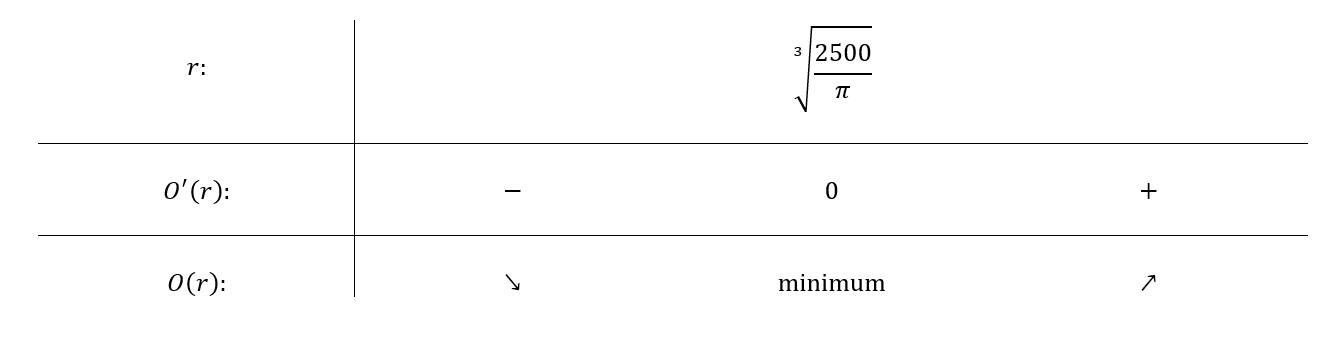 r: ∛(2500/π)
O′(r): − 0 +
O(r): ↘ minimum ↗